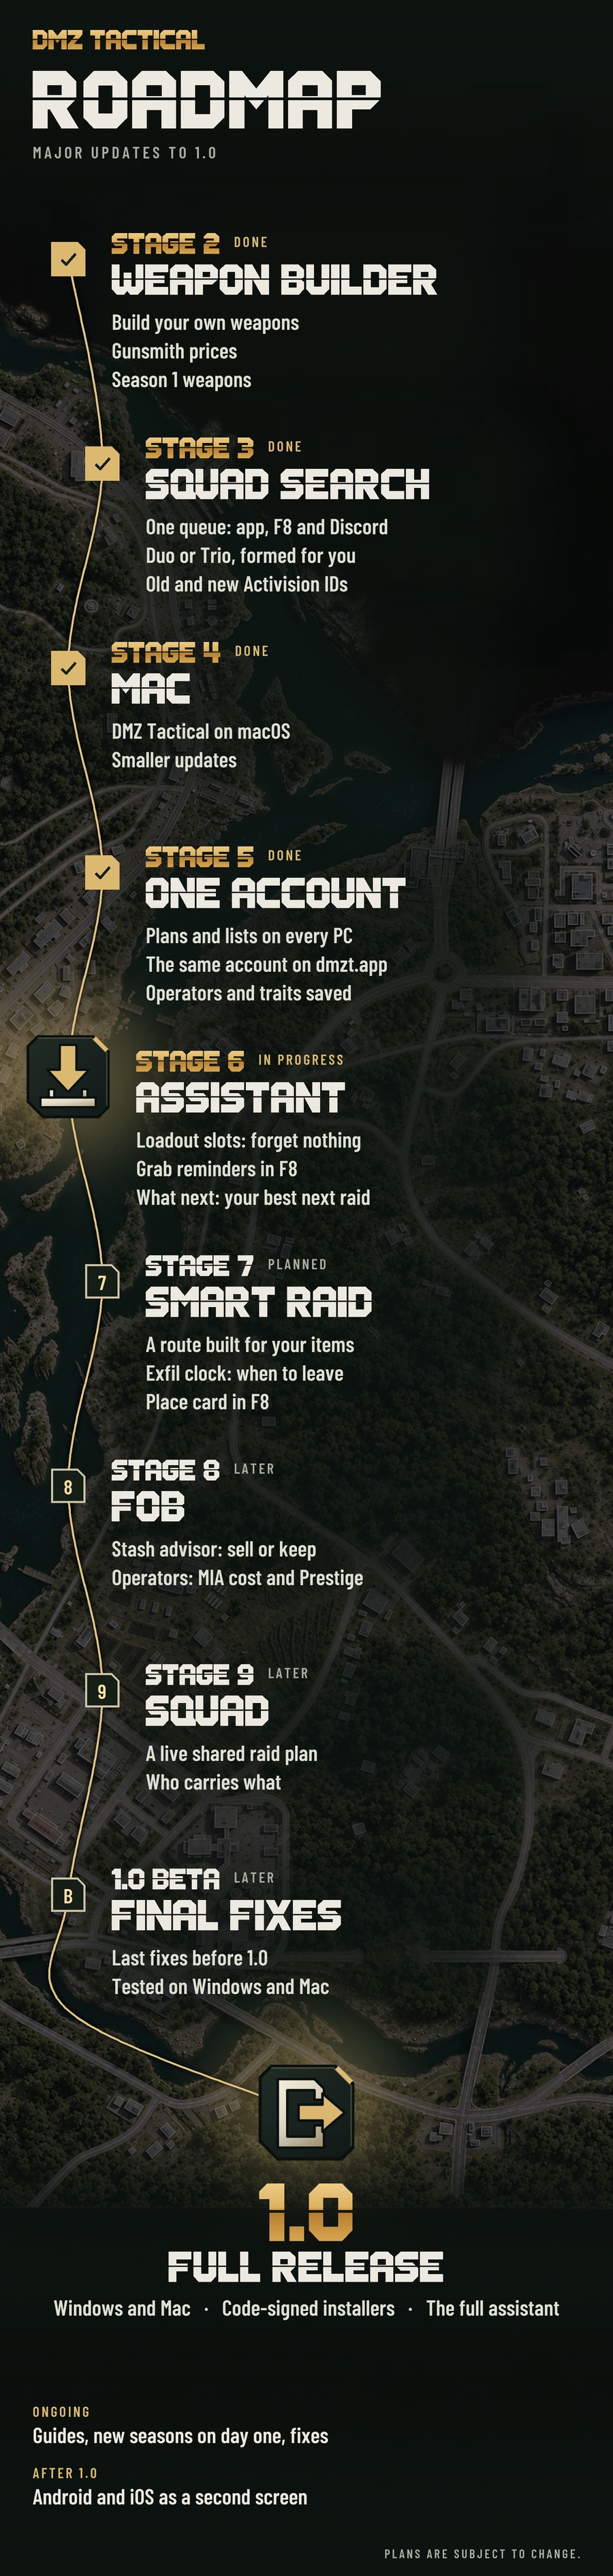 DMZ TACTICAL
ROADMAP
MAJOR UPDATES TO 1.0
STAGE 2 DONE
WEAPON BUILDER
Build your own weapons
Gunsmith prices
Season 1 weapons
STAGE 3 DONE
SQUAD SEARCH
One queue: app, F8 and Discord
Duo or Trio, formed for you
Old and new Activision IDs
STAGE 4 DONE
MAC
DMZ Tactical on macOS
Smaller updates
STAGE 5 DONE
ONE ACCOUNT
Plans and lists on every PC
The same account on dmzt.app
Operators and traits saved
STAGE 6 IN PROGRESS
ASSISTANT
Loadout slots: forget nothing
Grab reminders in F8
What next: your best next raid
7 STAGE 7 PLANNED
SMART RAID
A route built for your items
Exfil clock: when to leave
Place card in F8
8 STAGE 8 LATER
FOB
Stash advisor: sell or keep
Operators: MIA cost and Prestige
9 STAGE 9 LATER
SQUAD
A live shared raid plan
Who carries what
B 1.0 BETA LATER
FINAL FIXES
Last fixes before 1.0
Tested on Windows and Mac
1.0
FULL RELEASE
Windows and Mac · Code-signed installers · The full assistant
ONGOING
Guides, new seasons on day one, fixes
AFTER 1.0
Android and iOS as a second screen
PLANS ARE SUBJECT TO CHANGE.